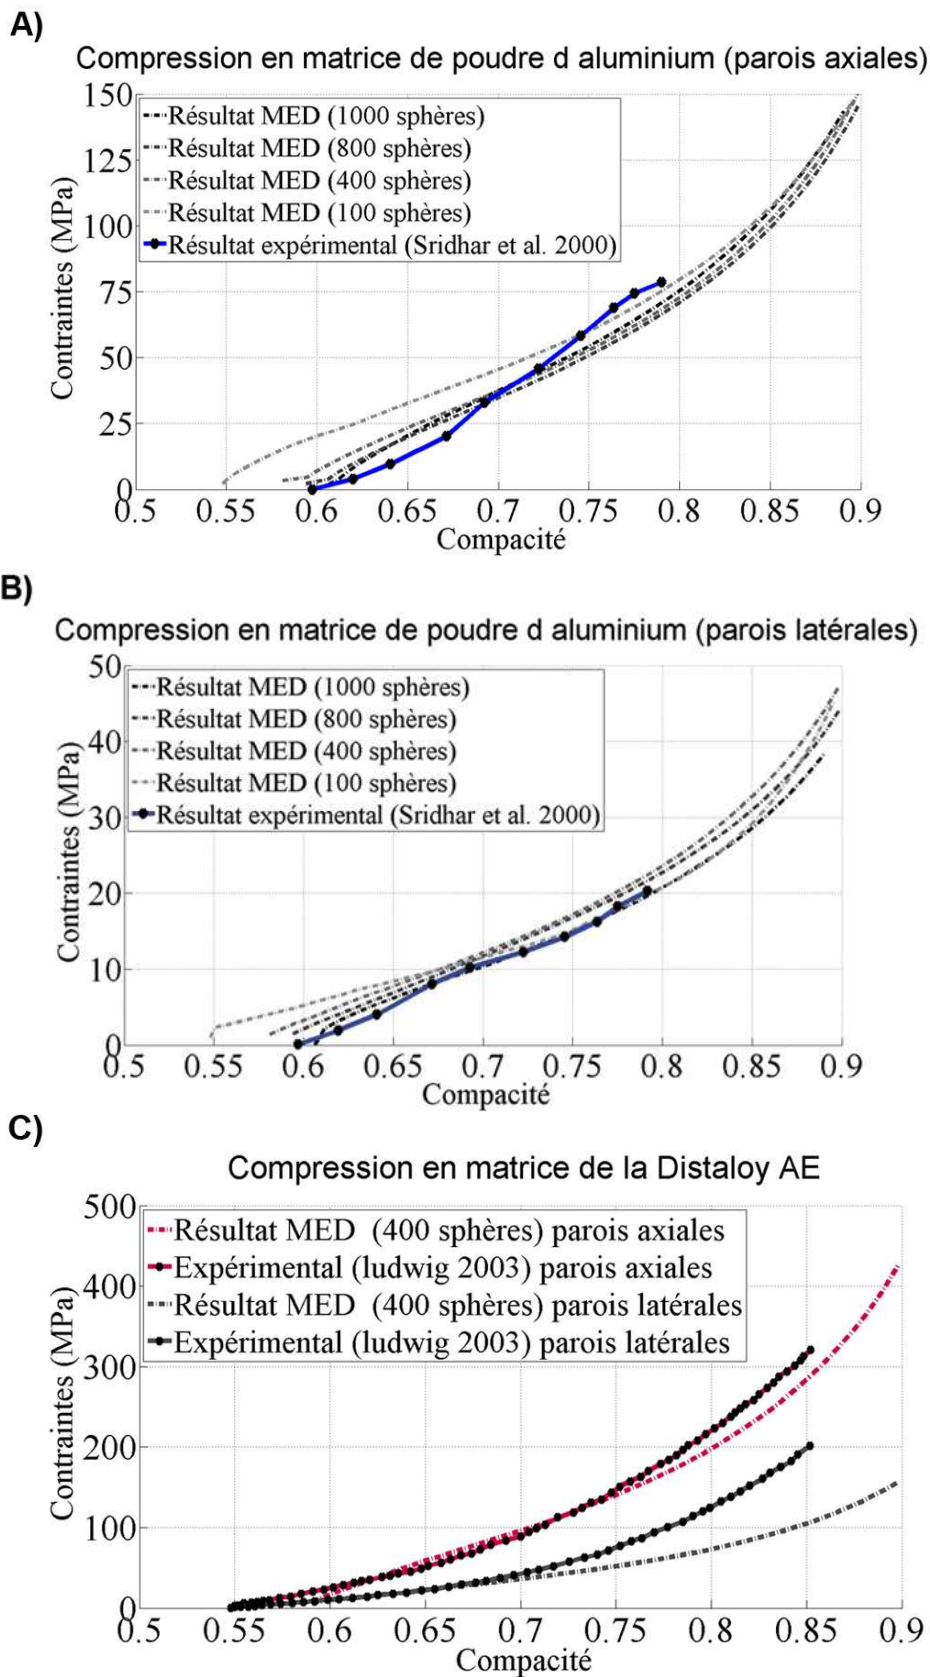 A)
Compression en matrice de poudre d aluminium (parois axiales)
150
125
100
75
50
25
0
Contraintes (MPa)
Résultat MED (1000 sphères)
Résultat MED (800 sphères)
Résultat MED (400 sphères)
Résultat MED (100 sphères)
Résultat expérimental (Sridhar et al. 2000)
0.5 0.55 0.6 0.65 0.7 0.75 0.8 0.85 0.9
Compacité
B)
Compression en matrice de poudre d aluminium (parois latérales)
50
40
30
20
10
0
Contraintes (MPa)
Résultat MED (1000 sphères)
Résultat MED (800 sphères)
Résultat MED (400 sphères)
Résultat MED (100 sphères)
Résultat expérimental (Sridhar et al. 2000)
0.5 0.55 0.6 0.65 0.7 0.75 0.8 0.85 0.9
Compacité
C)
Compression en matrice de la Distaloy AE
500
400
300
200
100
0
Contraintes (MPa)
Résultat MED (400 sphères) parois axiales
Expérimental (ludwig 2003) parois axiales
Résultat MED (400 sphères) parois latérales
Expérimental (ludwig 2003) parois latérales
0.5 0.55 0.6 0.65 0.7 0.75 0.8 0.85 0.9
Compacité